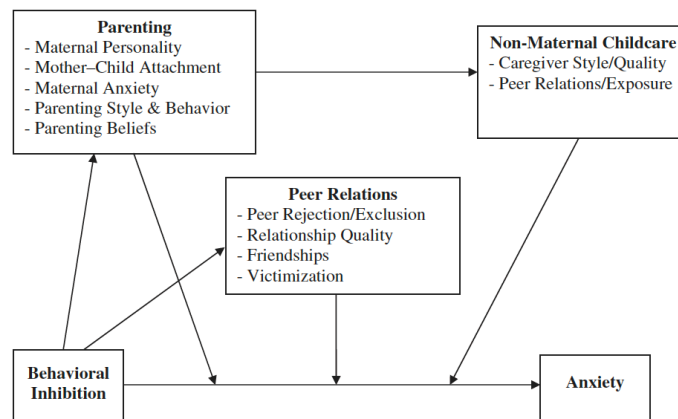 Parenting
- Maternal Personality
- Mother–Child Attachment
- Maternal Anxiety
- Parenting Style & Behavior
- Parenting Beliefs
Non-Maternal Childcare
- Caregiver Style/Quality
- Peer Relations/Exposure
Peer Relations
- Peer Rejection/Exclusion
- Relationship Quality
- Friendships
- Victimization
Behavioral
Inhibition
Anxiety